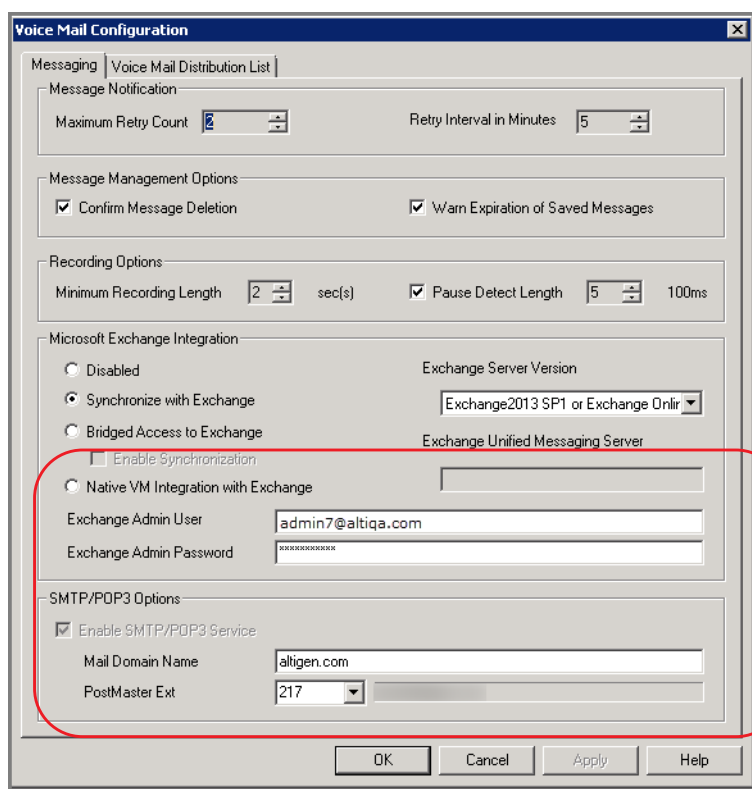 Voice Mail Configuration
Messaging Voice Mail Distribution List
Message Notification
Maximum Retry Count 2 Retry Interval in Minutes 5
Message Management Options
Confirm Message Deletion Warn Expiration of Saved Messages
Recording Options
Minimum Recording Length 2 sec(s) Pause Detect Length 5 100ms
Microsoft Exchange Integration
Disabled Exchange Server Version
Synchronize with Exchange Exchange2013 SP1 or Exchange Onlir
Bridged Access to Exchange Exchange Unified Messaging Server
Enable Synchronization
Native VM Integration with Exchange
Exchange Admin User admin7@altiqa.com
Exchange Admin Password ***********
SMTP/POP3 Options
Enable SMTP/POP3 Service
Mail Domain Name altigen.com
PostMaster Ext 217
OK Cancel Apply Help